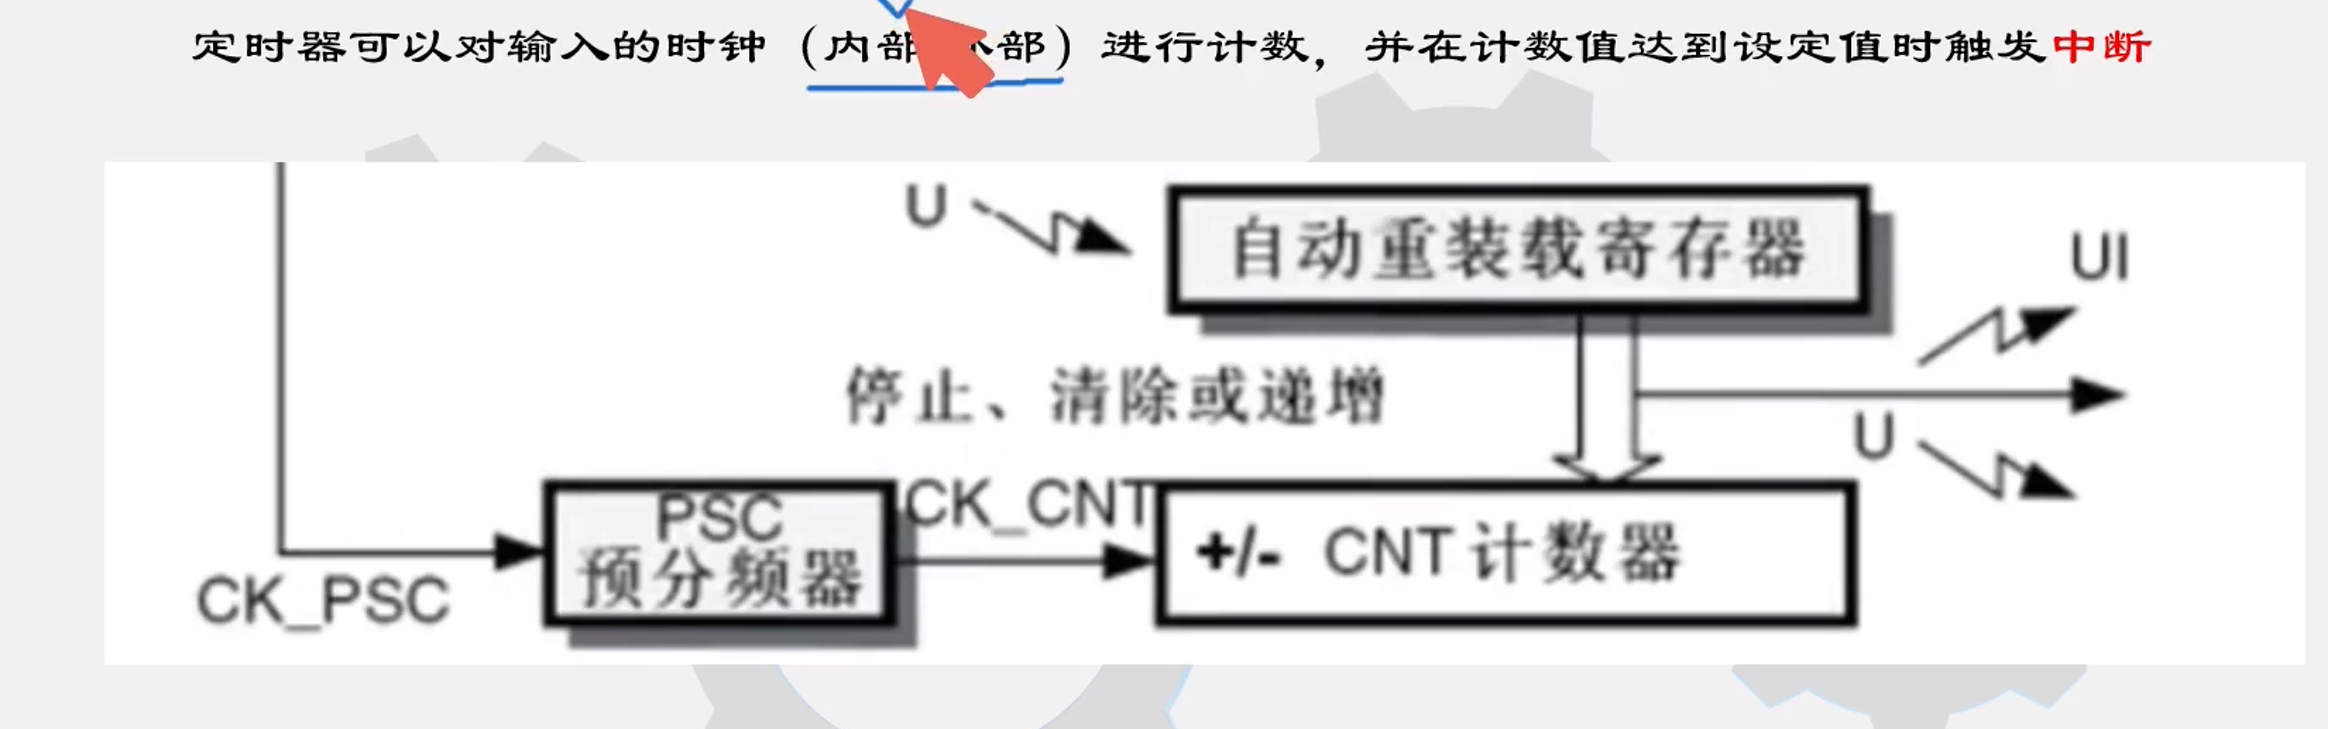 定时器可以对输入的时钟（内部 部）进行计数，并在计数值达到设定值时触发中断
U
自动重装载寄存器
UI
停止、清除或递增
U
CK_PSC
PSC
预分频器
CK_CNT
+/- CNT 计数器